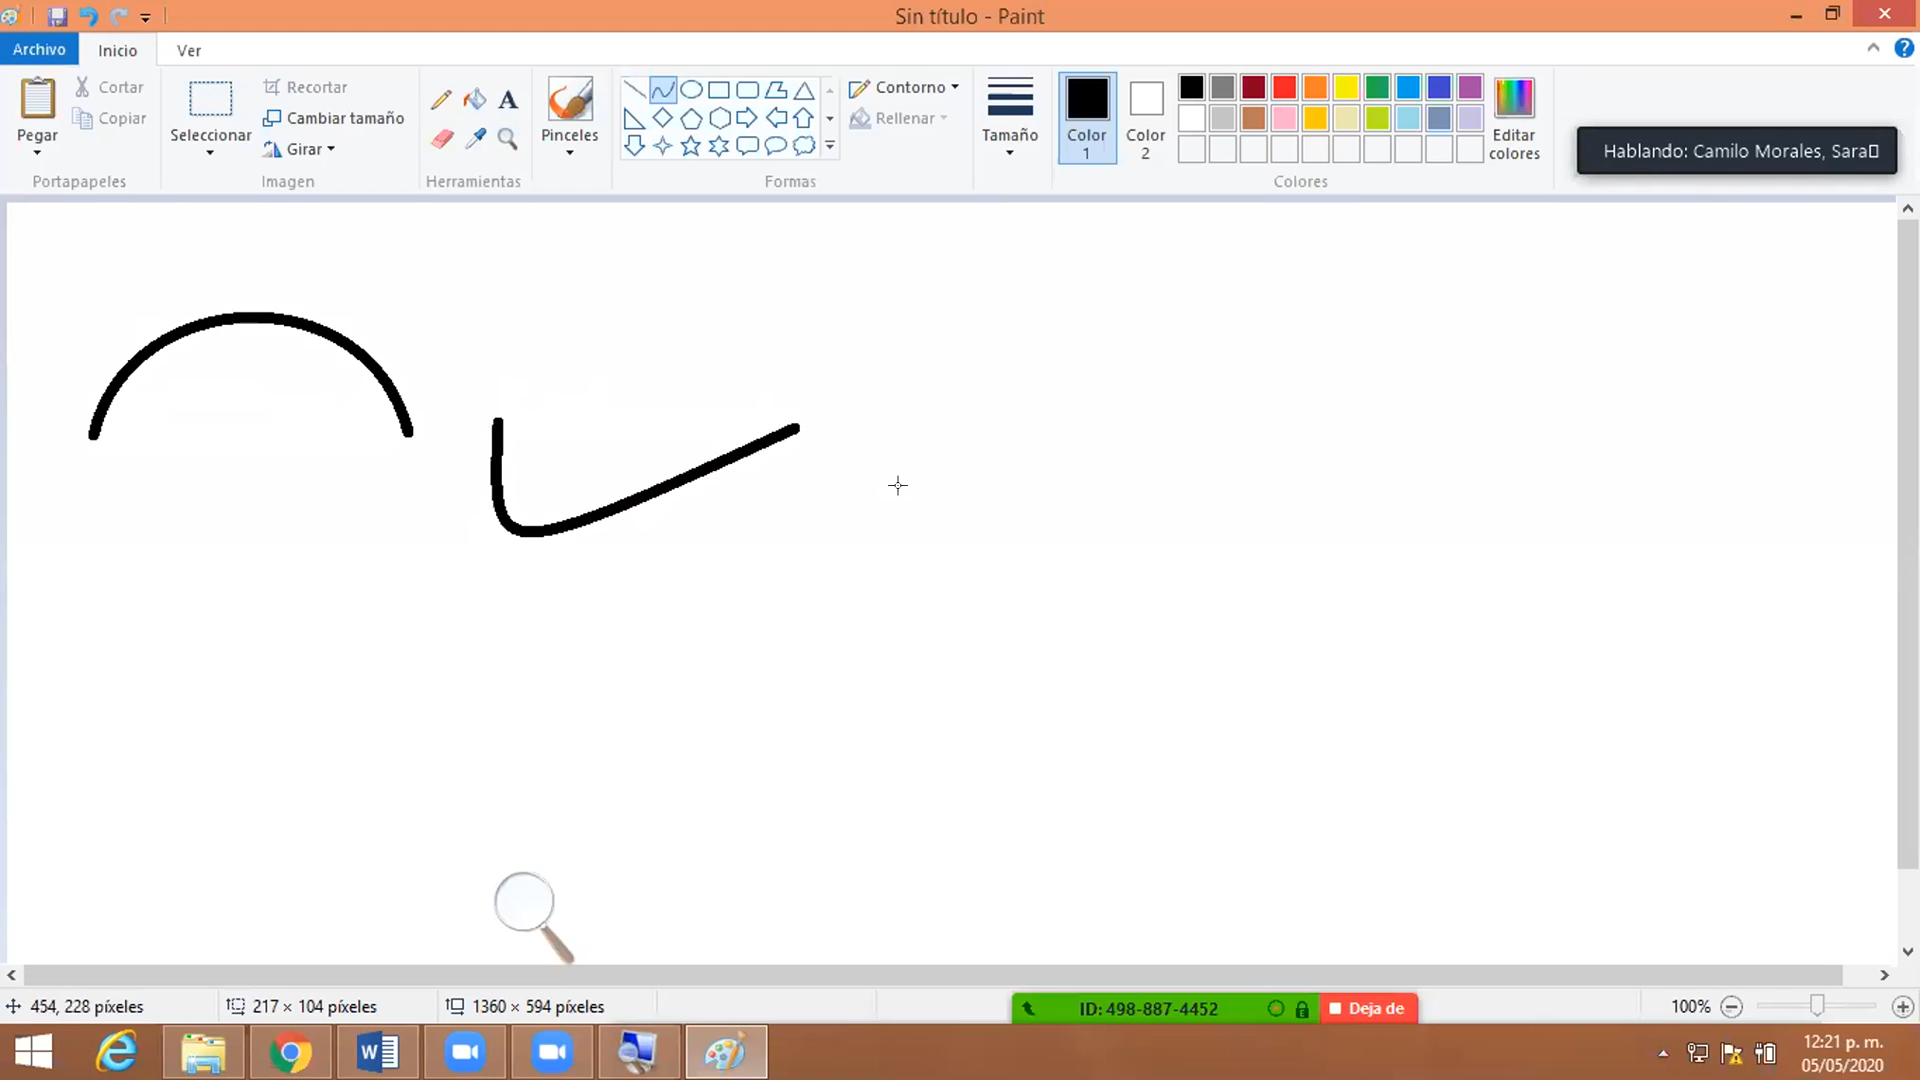 Sin título - Paint
Archivo
Inicio
Ver
Pegar
Cortar
Copiar
Portapapeles
Seleccionar
Recortar
Cambiar tamaño
Girar
Imagen
A
Herramientas
Pinceles
Formas
Contorno
Rellenar
Tamaño
Color
1
Color
2
Editar
colores
Colores
Hablando: Camilo Morales, Sara
454, 228 píxeles
217 × 104 píxeles
1360 × 594 píxeles
ID: 498-887-4452
Deja de
100%
12:21 p. m.
05/05/2020